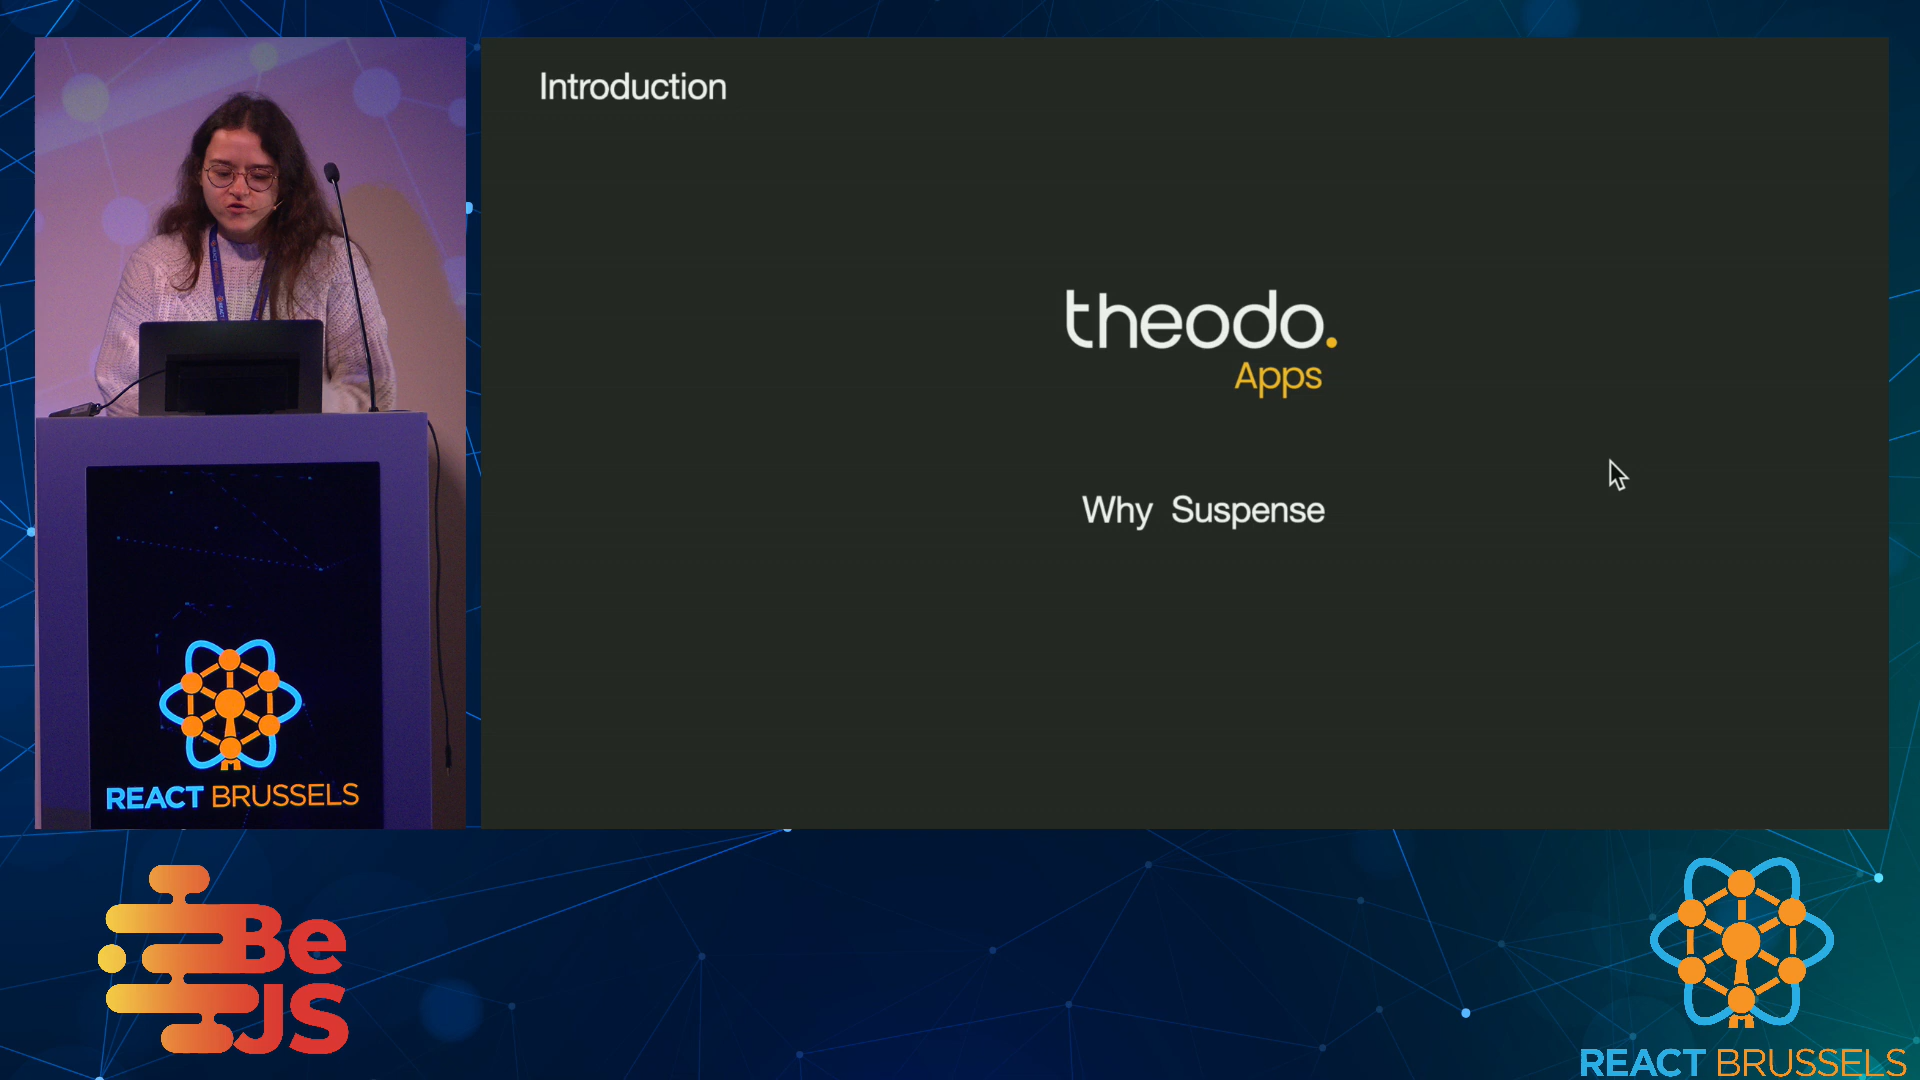 Introduction
theodo.
Apps
Why Suspense
REACT BRUSSELS
Be
JS
REACT BRUSSELS